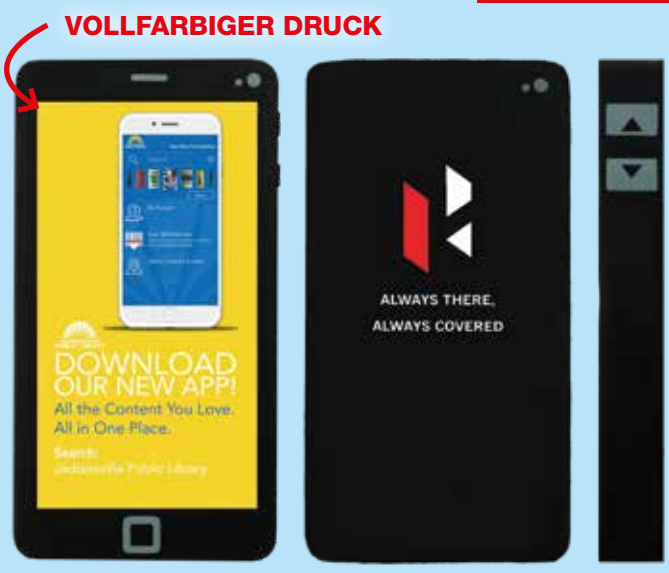 VOLLFARBIGER DRUCK
DOWNLOAD
OUR NEW APP!
All the Content You Love.
All in One Place.
Search:
Jacksonville Public Library
ALWAYS THERE,
ALWAYS COVERED